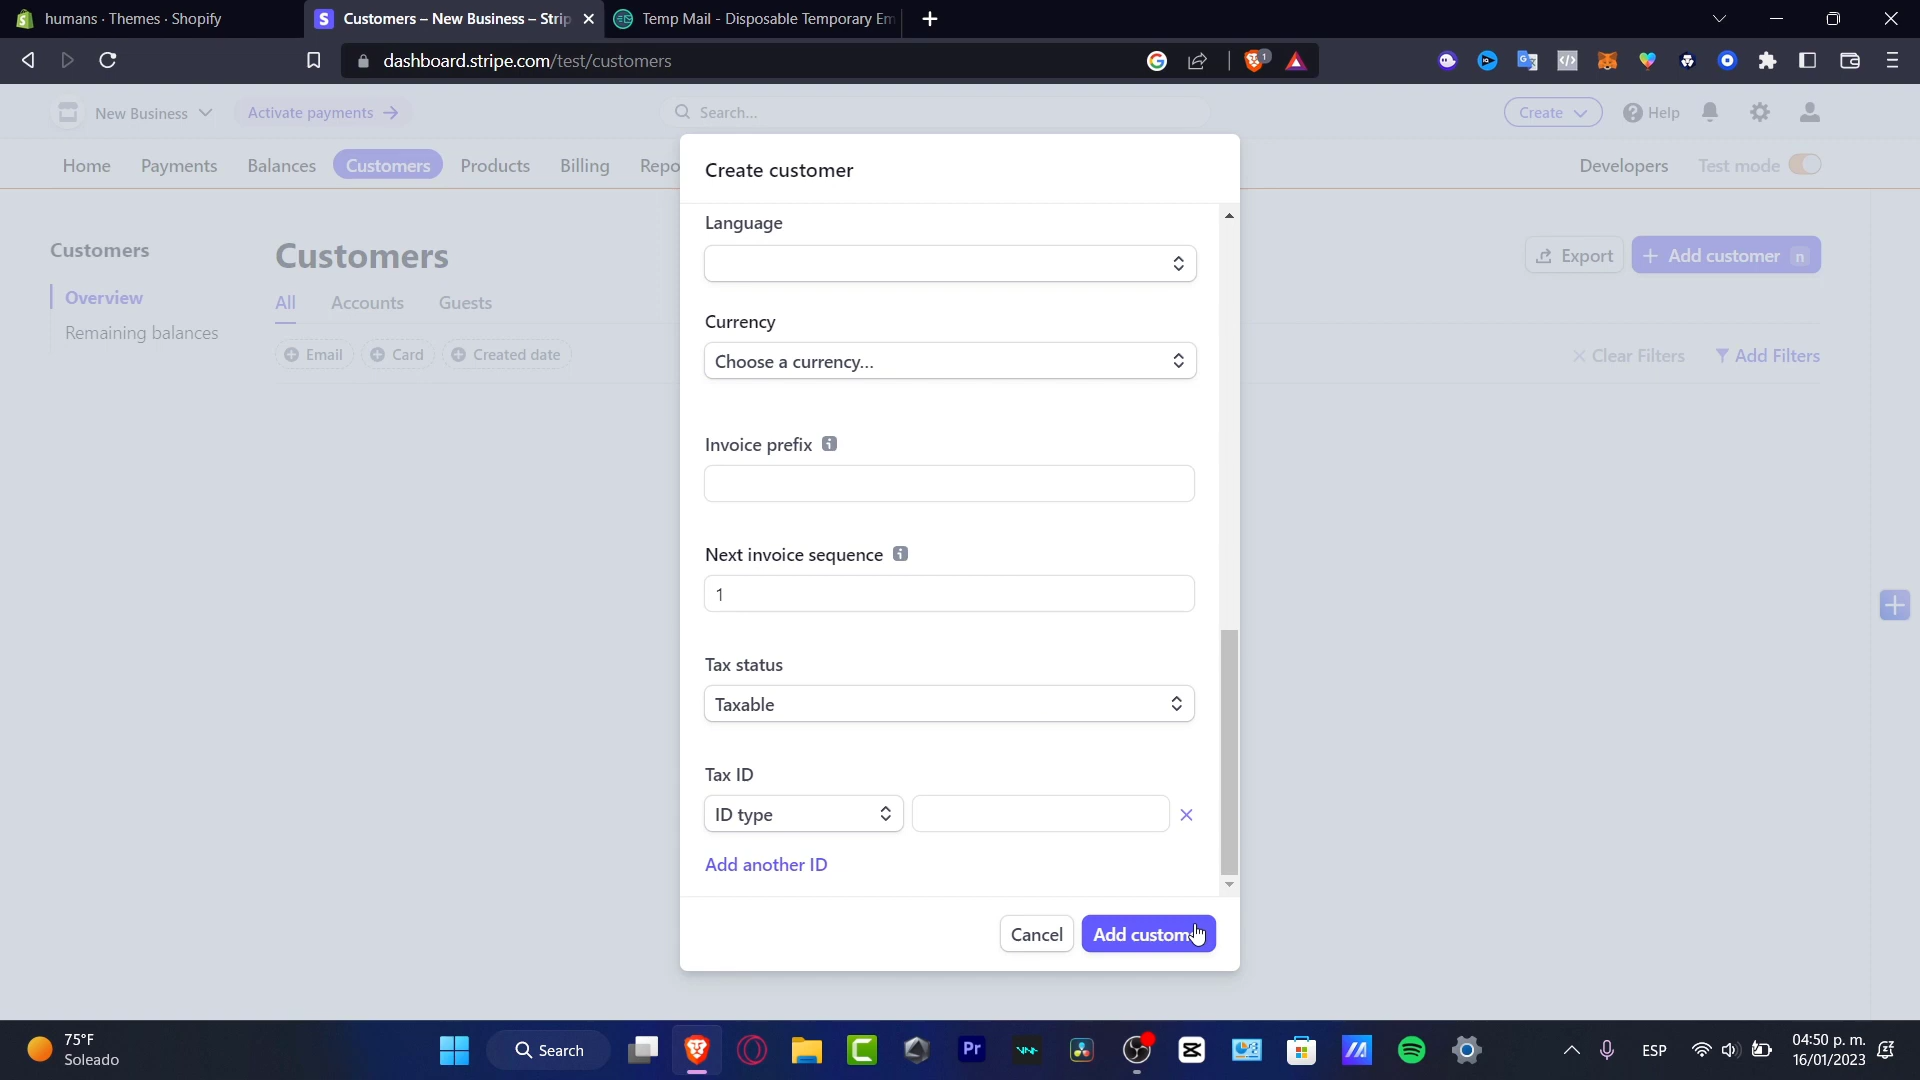 humans · Themes · Shopify
Customers – New Business – Strip
Temp Mail - Disposable Temporary Em
dashboard.stripe.com/test/customers
New Business
Activate payments
Search...
Create
Help
Home
Payments
Balances
Customers
Products
Billing
Repo
Developers
Test mode
Create customer
Customers
Overview
Remaining balances
Customers
Export
Add customer n
All
Accounts
Guests
Email
Card
Created date
Clear Filters
Add Filters
Language
Currency
Choose a currency...
Invoice prefix
Next invoice sequence
1
Tax status
Taxable
Tax ID
ID type
Add another ID
Cancel
Add custom
75°F
Soleado
Search
Pr
ESP
04:50 p. m.
16/01/2023